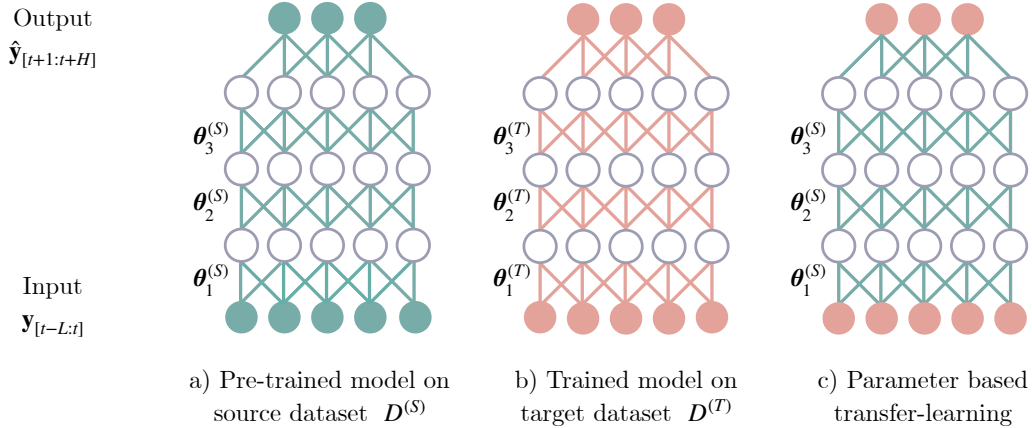 Output
ŷ[t+1:t+H]
θ₃⁽ˢ⁾
θ₂⁽ˢ⁾
θ₁⁽ˢ⁾
θ₃⁽ᵀ⁾
θ₂⁽ᵀ⁾
θ₁⁽ᵀ⁾
θ₃⁽ˢ⁾
θ₂⁽ˢ⁾
θ₁⁽ˢ⁾
Input
y[t−L:t]
a) Pre-trained model on
source dataset D⁽ˢ⁾
b) Trained model on
target dataset D⁽ᵀ⁾
c) Parameter based
transfer-learning